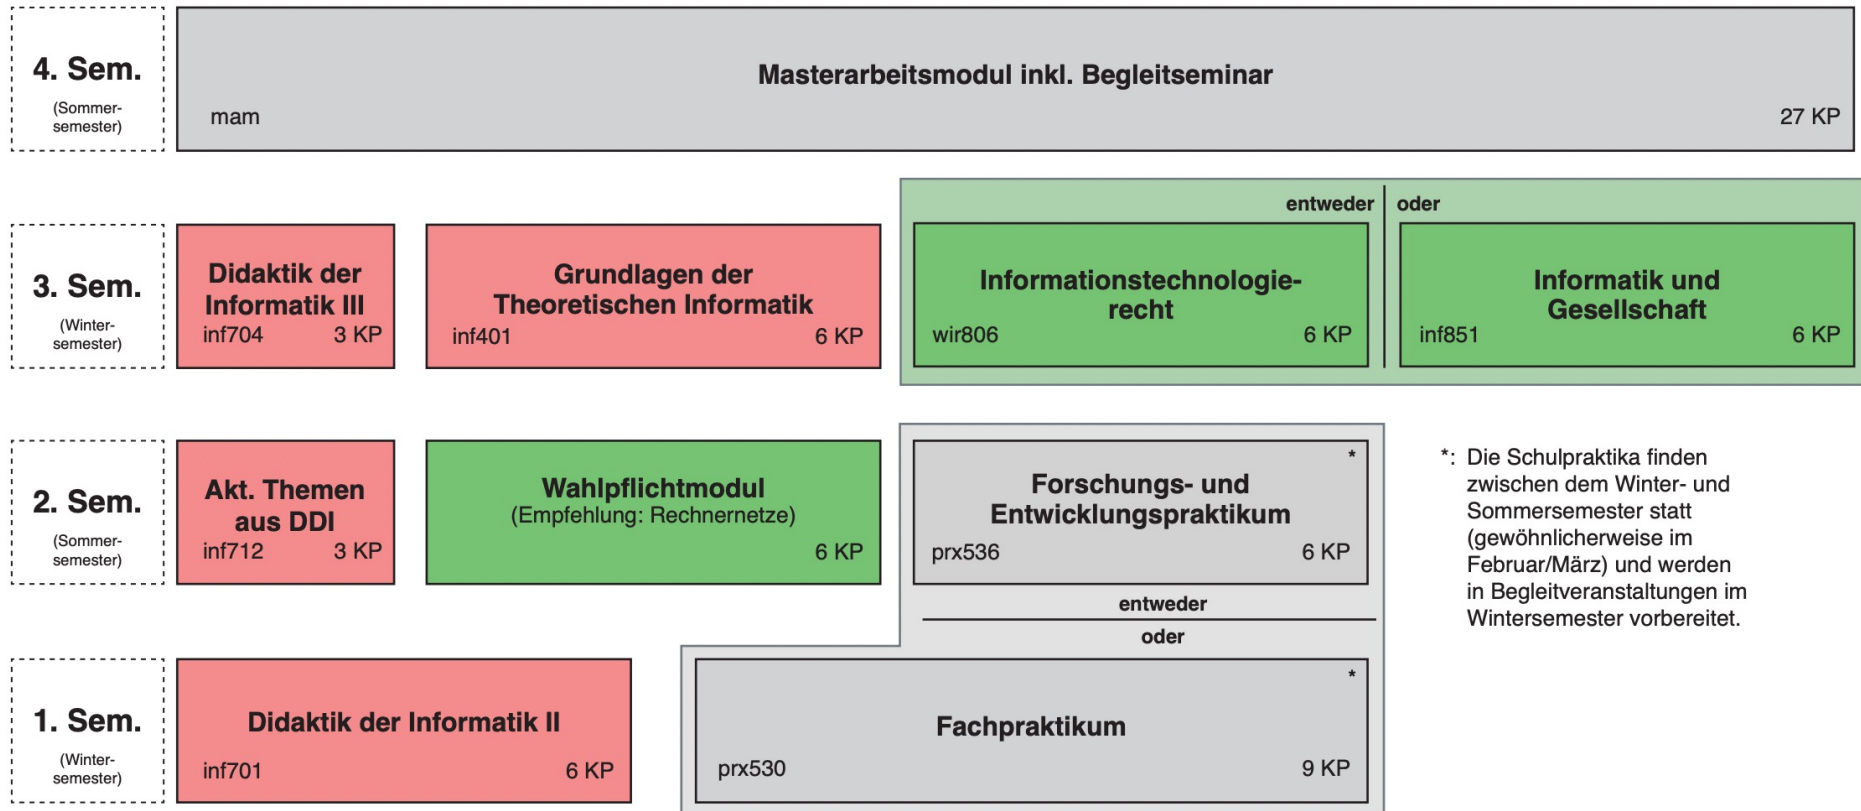 4. Sem.
(Sommer-
semester)
Masterarbeitsmodul inkl. Begleitseminar
mam 27 KP
entweder oder
3. Sem.
(Winter-
semester)
Didaktik der
Informatik III
inf704 3 KP
Grundlagen der
Theoretischen Informatik
inf401 6 KP
Informationstechnologie-
recht
wir806 6 KP
Informatik und
Gesellschaft
inf851 6 KP
2. Sem.
(Sommer-
semester)
Akt. Themen
aus DDI
inf712 3 KP
Wahlpflichtmodul
(Empfehlung: Rechnernetze)
6 KP
*
Forschungs- und
Entwicklungspraktikum
prx536 6 KP
entweder
oder
*: Die Schulpraktika finden
zwischen dem Winter- und
Sommersemester statt
(gewöhnlicherweise im
Februar/März) und werden
in Begleitveranstaltungen im
Wintersemester vorbereitet.
1. Sem.
(Winter-
semester)
Didaktik der Informatik II
inf701 6 KP
*
Fachpraktikum
prx530 9 KP